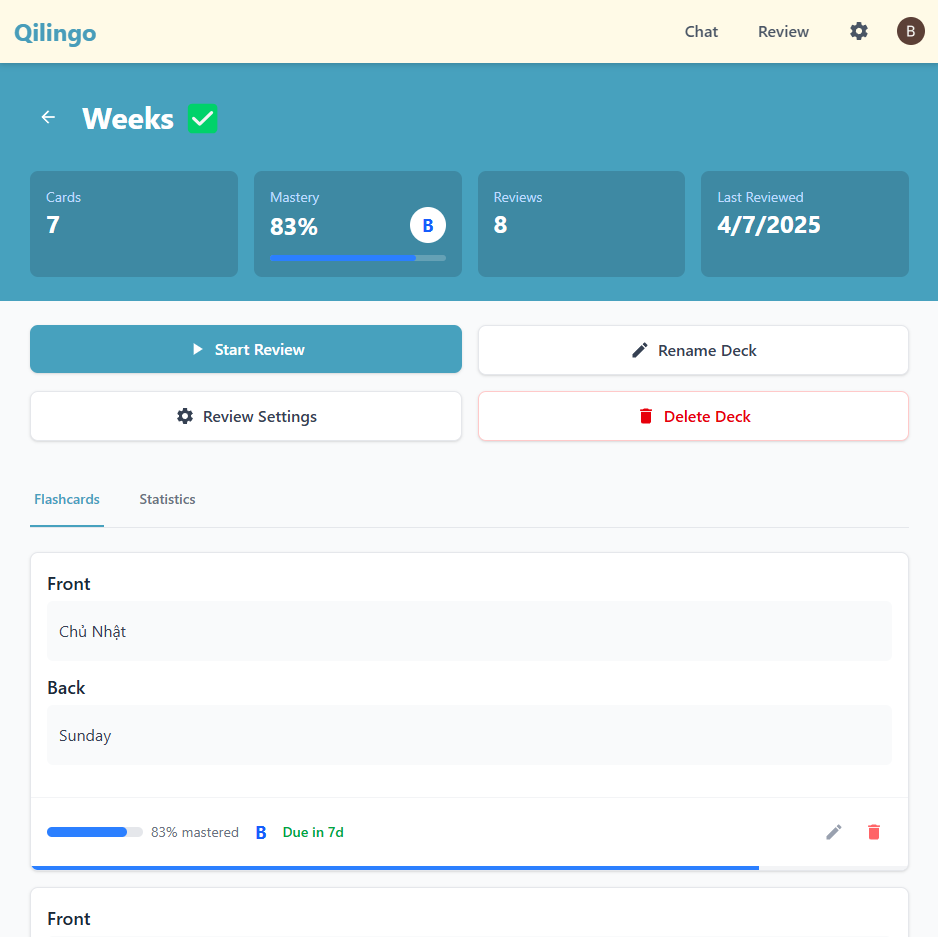 Qilingo
Chat
Review
B
Weeks ✅
Cards
7
Mastery
83%
B
Reviews
8
Last Reviewed
4/7/2025
Start Review
Rename Deck
Review Settings
Delete Deck
Flashcards
Statistics
Front
Chủ Nhật
Back
Sunday
83% mastered
B
Due in 7d
Front